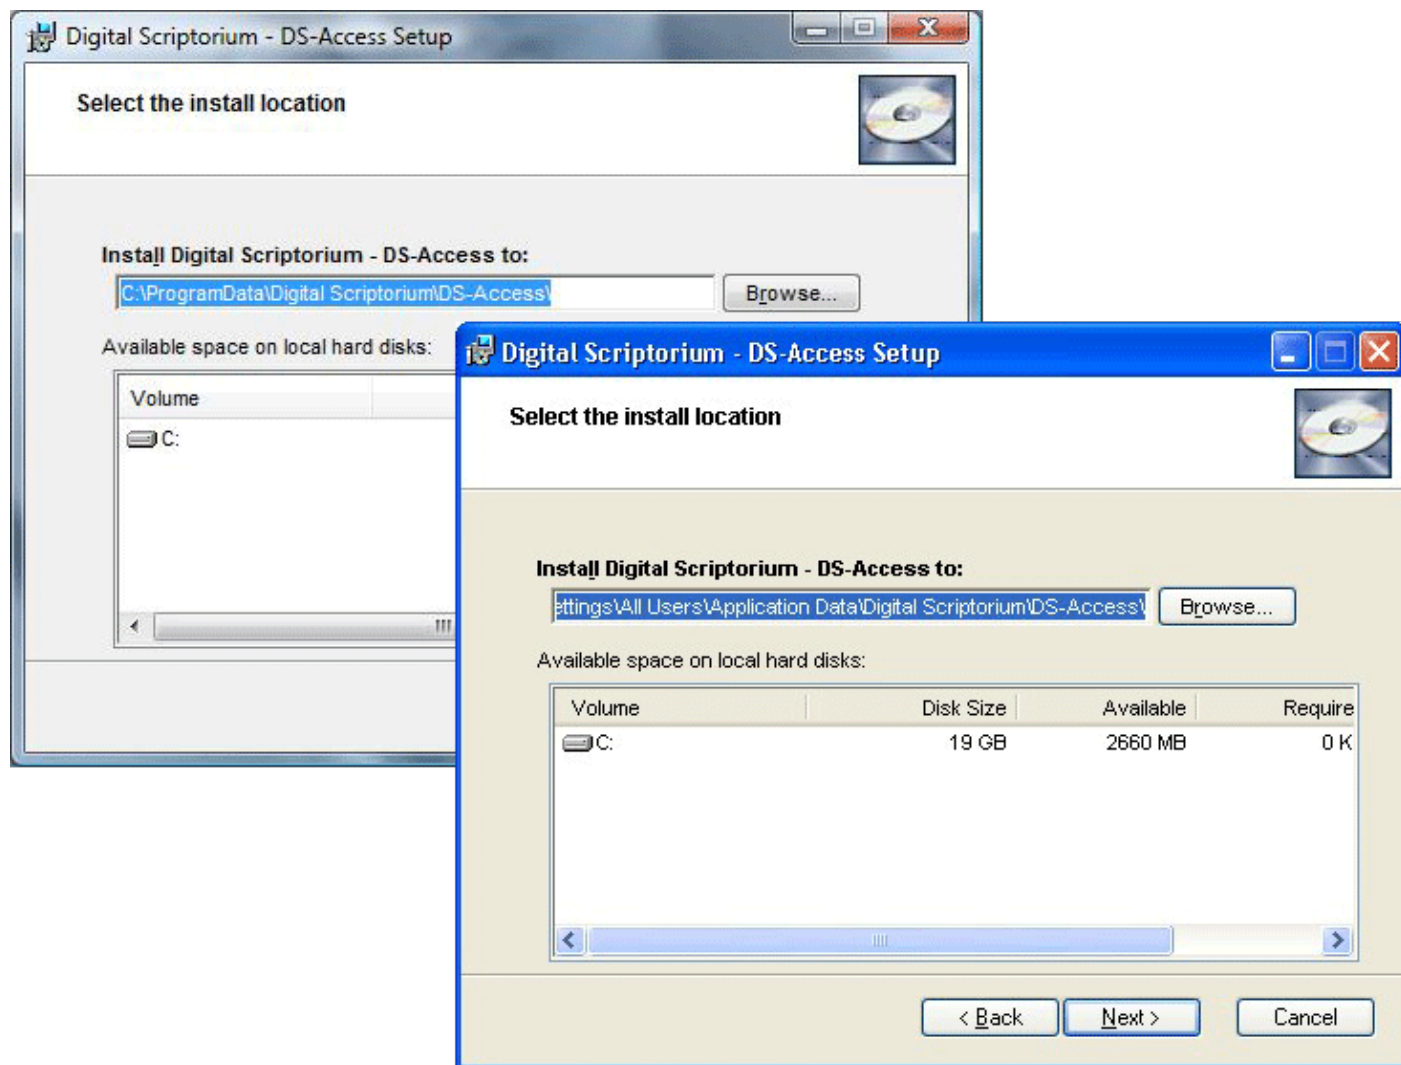 Digital Scriptorium - DS-Access Setup
Select the install location
Install Digital Scriptorium - DS-Access to:
C:\ProgramData\Digital Scriptorium\DS-Access\
Browse...
Available space on local hard disks:
Volume
C:
Digital Scriptorium - DS-Access Setup
Select the install location
Install Digital Scriptorium - DS-Access to:
ettings\All Users\Application Data\Digital Scriptorium\DS-Access\
Browse...
Available space on local hard disks:
Volume Disk Size Available Require
C: 19 GB 2660 MB 0 K
< Back Next > Cancel